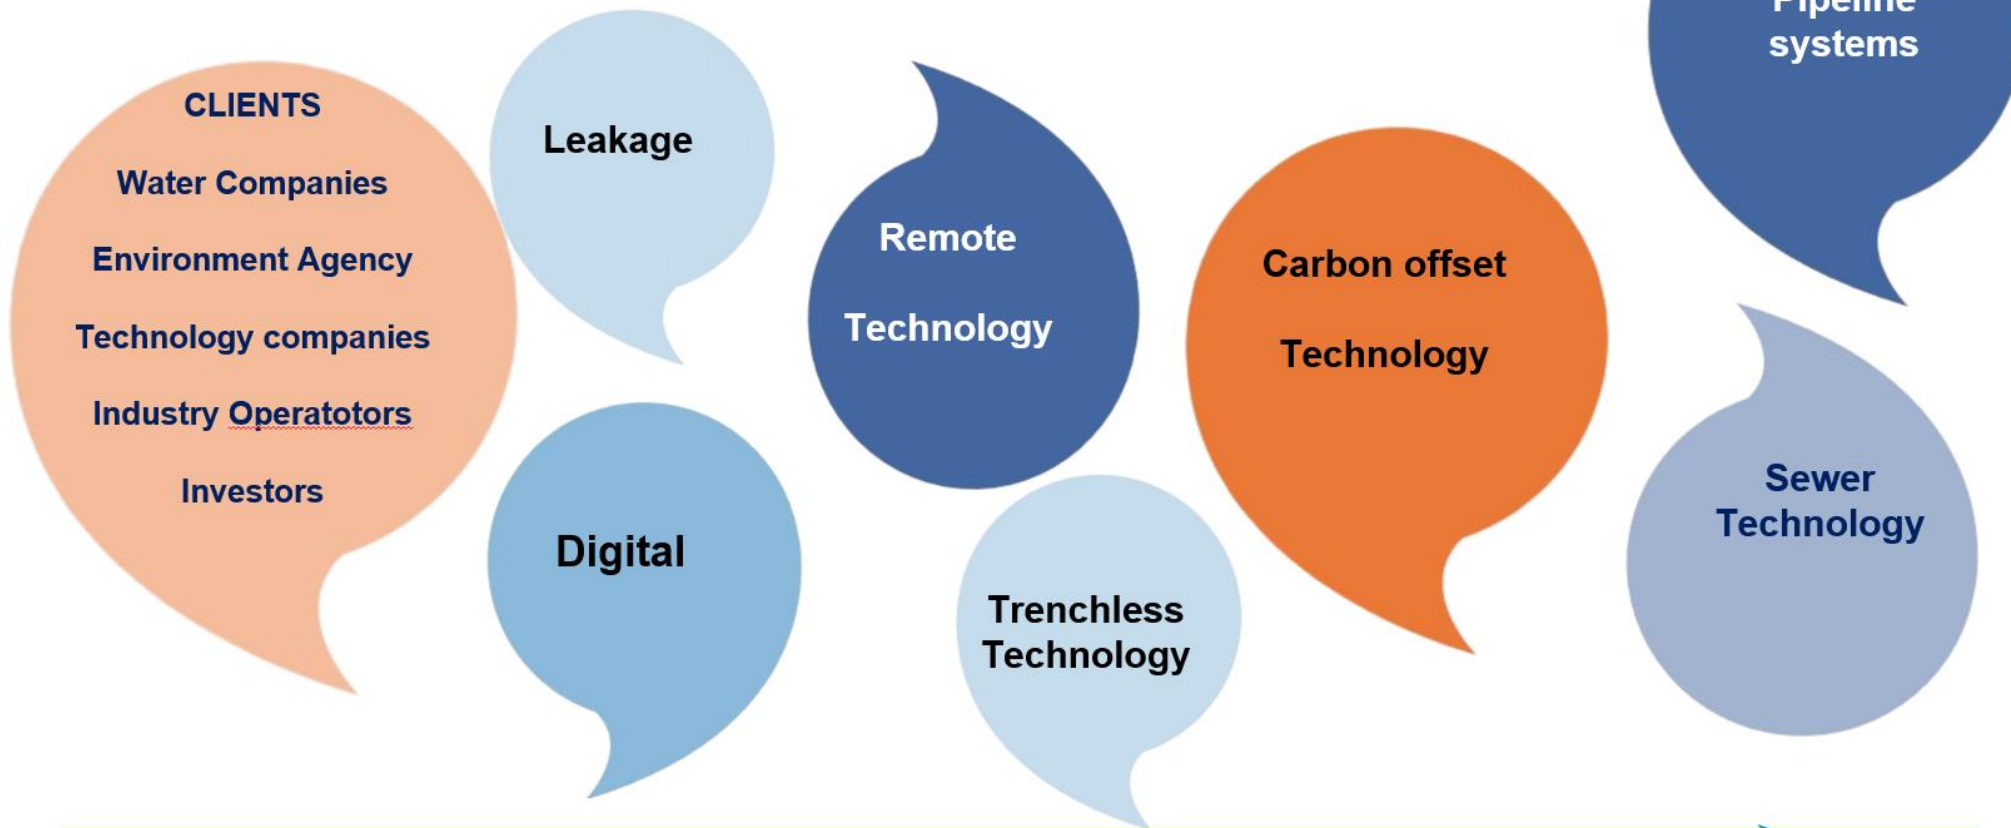 CLIENTS
Water Companies
Environment Agency
Technology companies
Industry Operatotors
Investors
Leakage
Digital
Remote
Technology
Trenchless
Technology
Carbon offset
Technology
Pipeline
systems
Sewer
Technology